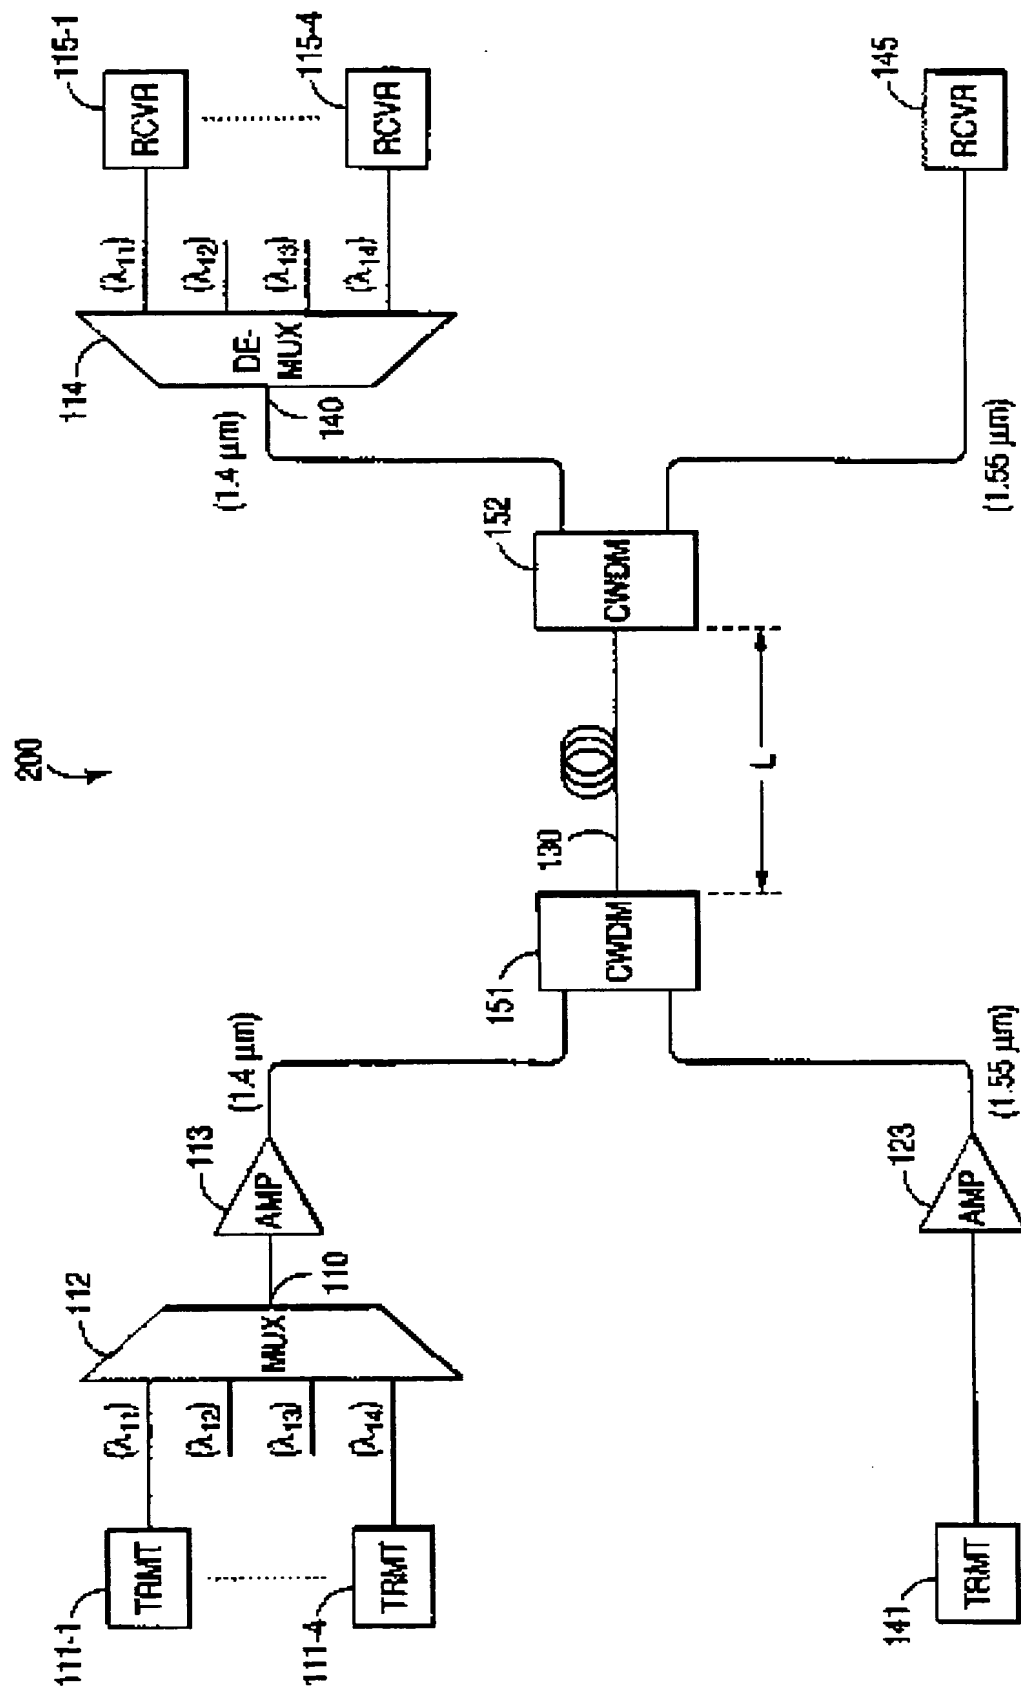 200
111-1
TRMT
111-4
TRMT
(λ11)
(λ12)
(λ13)
(λ14)
112
MUX
110
113
AMP
(1.4 μm)
151
CWDM
130
L
152
CWDM
(1.4 μm)
140
114
DE-
MUX
(λ11)
(λ12)
(λ13)
(λ14)
115-1
RCVR
115-4
RCVR
141
TRMT
123
AMP
(1.55 μm)
(1.55 μm)
145
RCVR